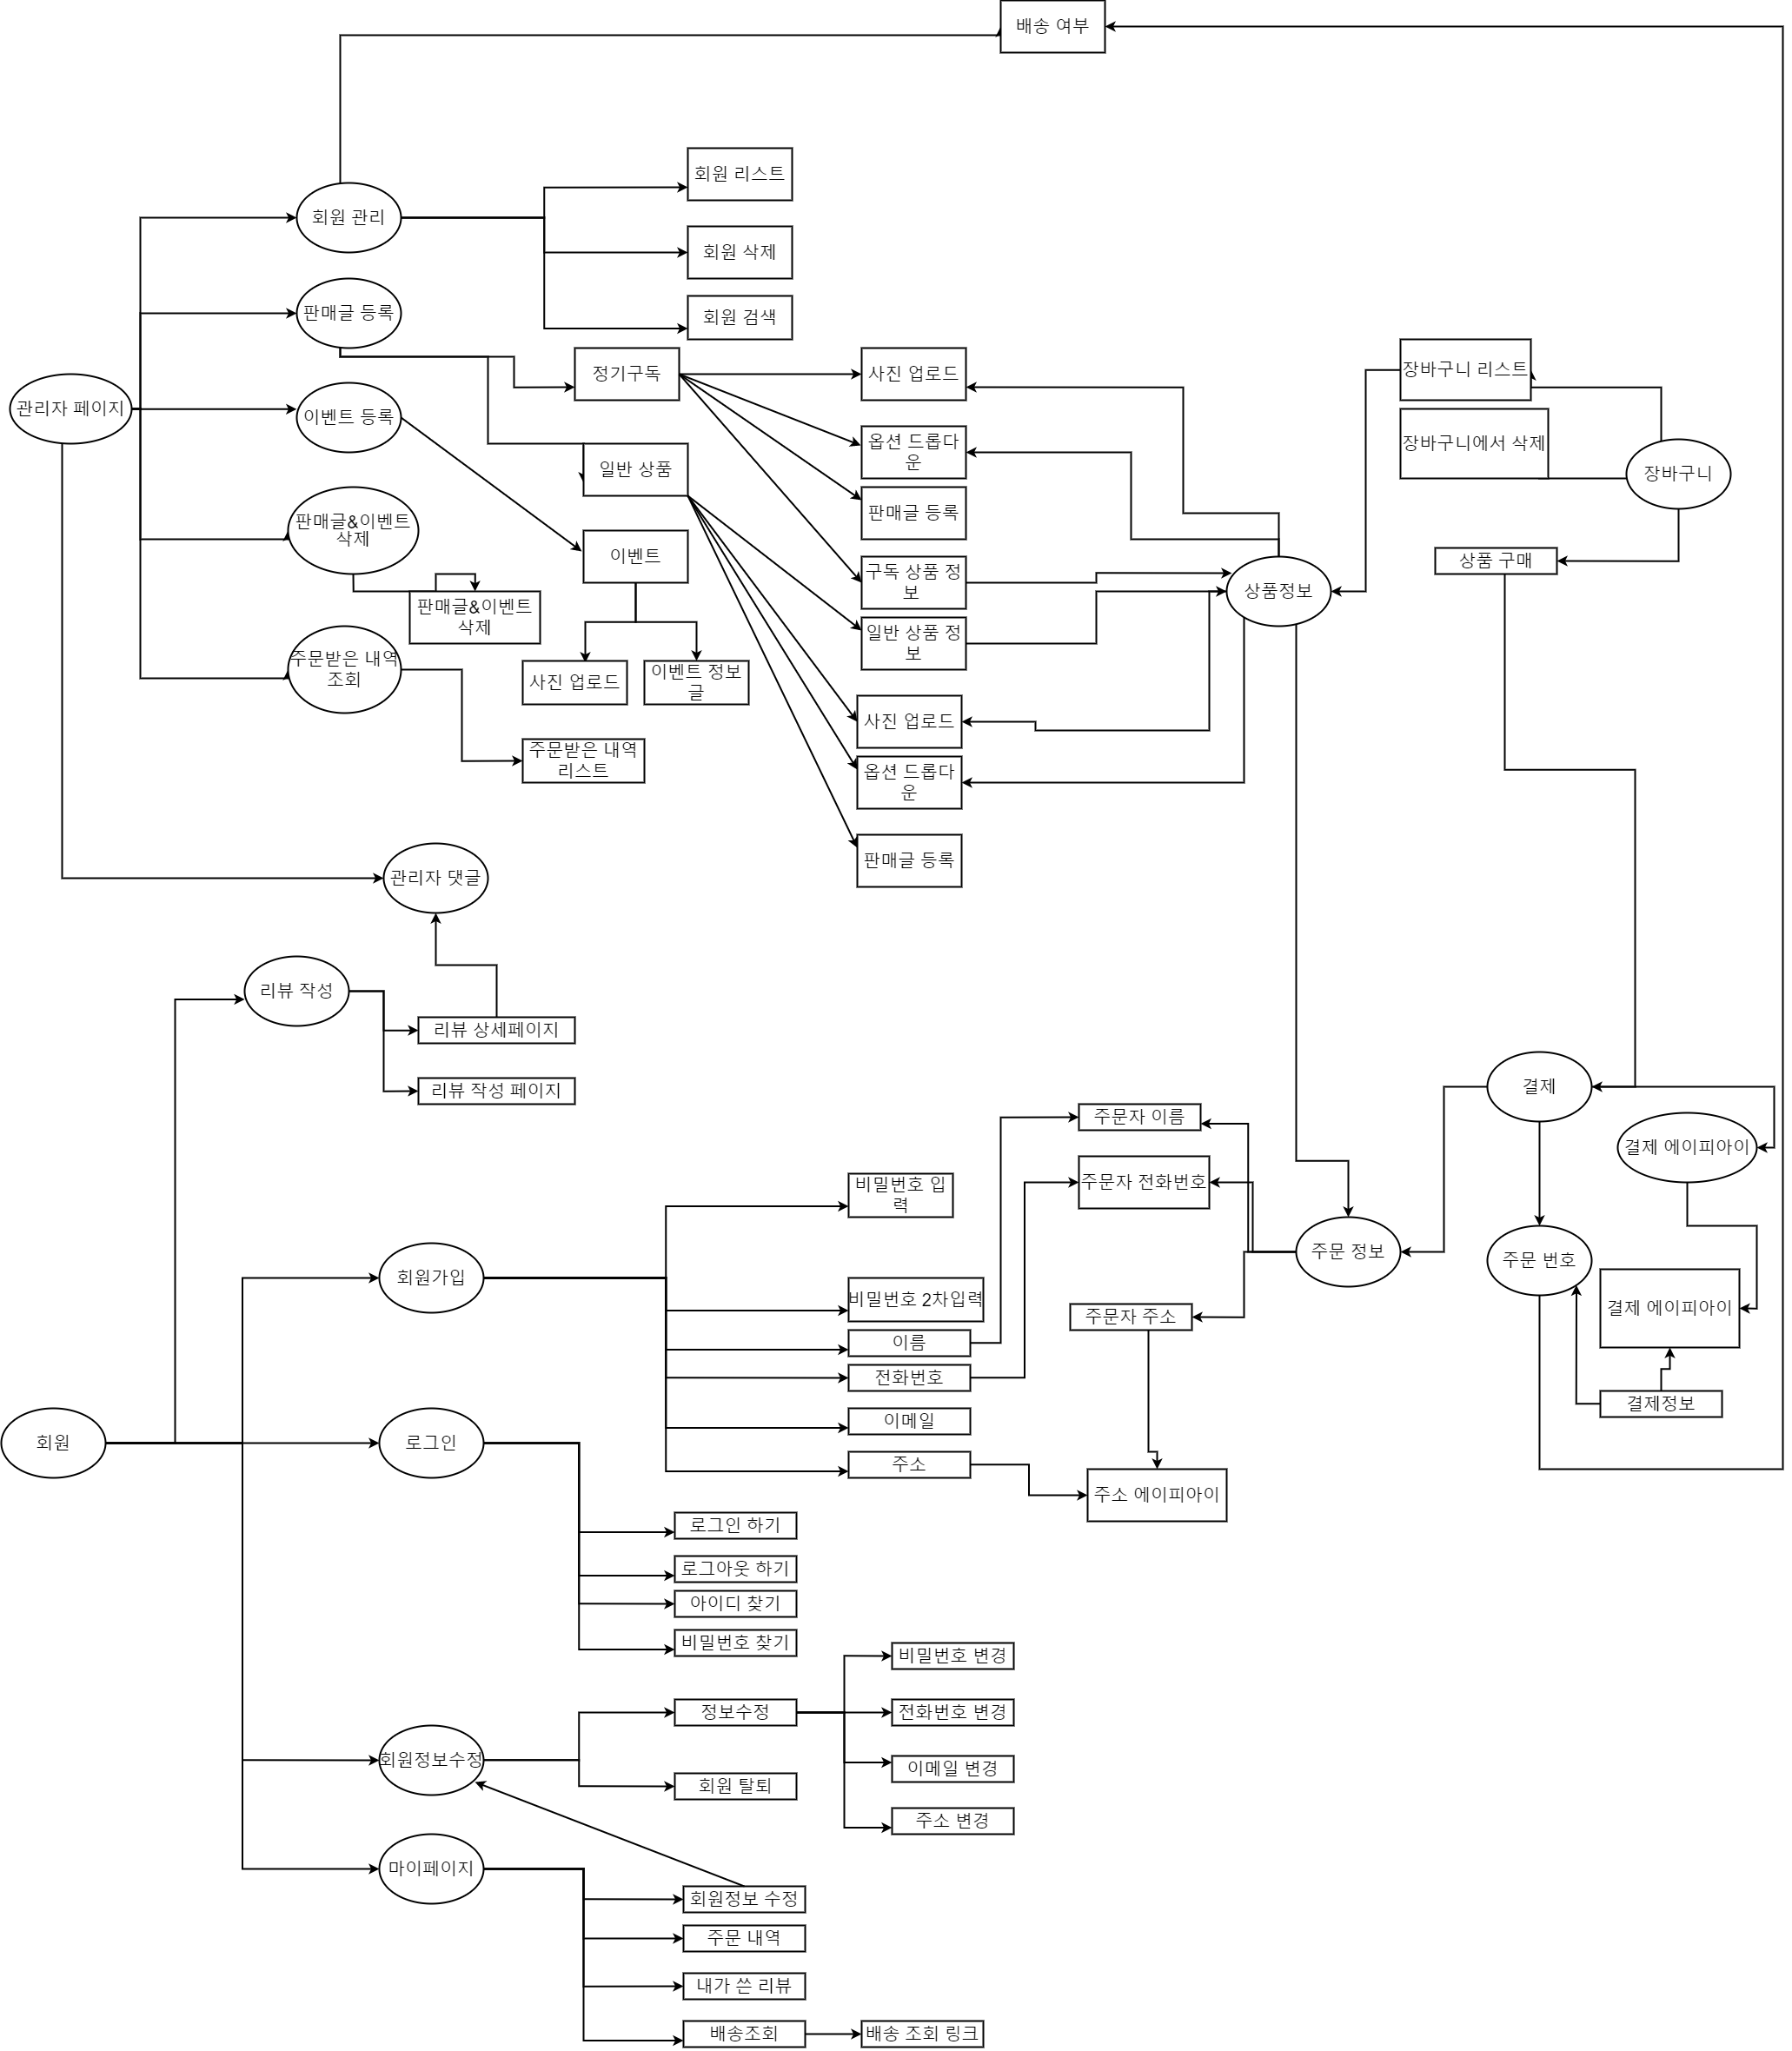 배송 여부
회원 리스트
회원 관리
회원 삭제
회원 검색
판매글 등록
정기구독
사진 업로드
장바구니 리스트
관리자 페이지
이벤트 등록
옵션 드롭다
운
장바구니에서 삭제
일반 상품
장바구니
판매글 등록
판매글&이벤트
삭제
이벤트
상품 구매
구독 상품 정
보
상품정보
판매글&이벤트
삭제
일반 상품 정
보
주문받은 내역
조회
사진 업로드
이벤트 정보
글
사진 업로드
주문받은 내역
리스트
옵션 드롭다
운
판매글 등록
관리자 댓글
리뷰 작성
리뷰 상세페이지
리뷰 작성 페이지
결제
주문자 이름
결제 에이피아이
주문자 전화번호
비밀번호 입
력
주문 정보
주문 번호
회원가입
비밀번호 2차입력
결제 에이피아이
주문자 주소
이름
전화번호
결제정보
이메일
회원
로그인
주소
주소 에이피아이
로그인 하기
로그아웃 하기
아이디 찾기
비밀번호 찾기
비밀번호 변경
정보수정
전화번호 변경
회원정보수정
이메일 변경
회원 탈퇴
주소 변경
마이페이지
회원정보 수정
주문 내역
내가 쓴 리뷰
배송조회
배송 조회 링크